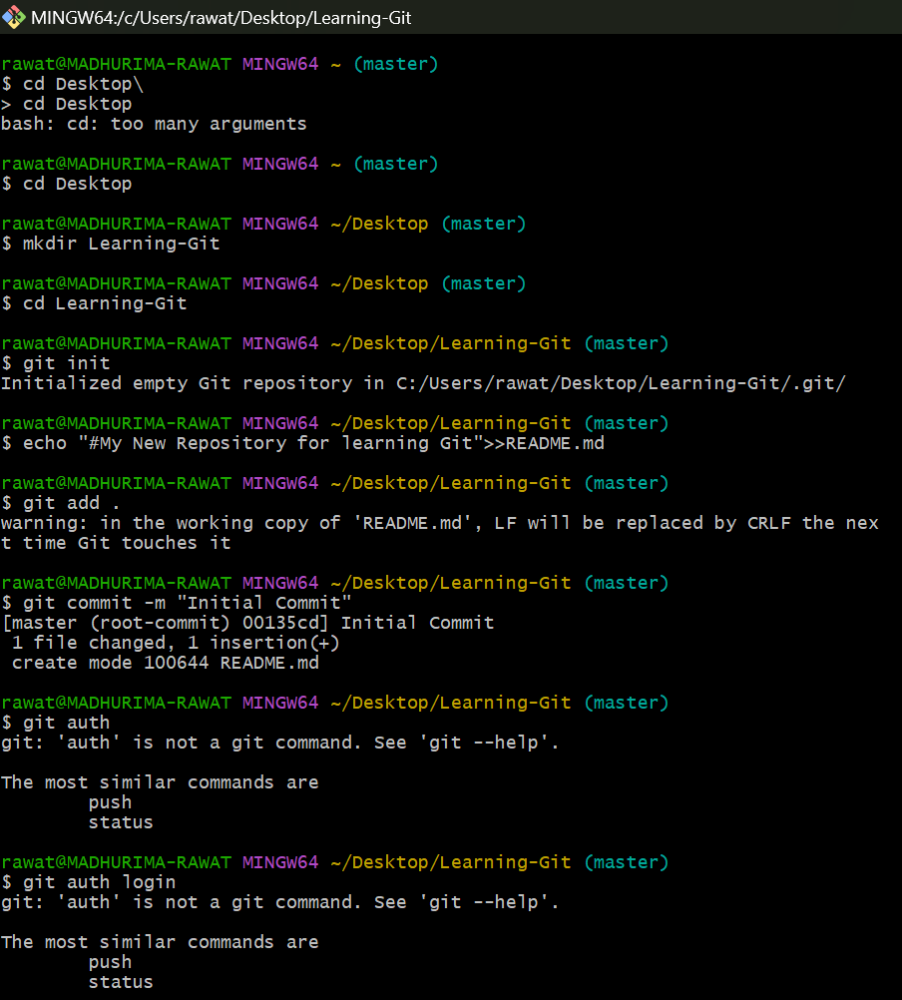 MINGW64:/c/Users/rawat/Desktop/Learning-Git
rawat@MADHURIMA-RAWAT MINGW64 ~ (master)
$ cd Desktop\
> cd Desktop
bash: cd: too many arguments
rawat@MADHURIMA-RAWAT MINGW64 ~ (master)
$ cd Desktop
rawat@MADHURIMA-RAWAT MINGW64 ~/Desktop (master)
$ mkdir Learning-Git
rawat@MADHURIMA-RAWAT MINGW64 ~/Desktop (master)
$ cd Learning-Git
rawat@MADHURIMA-RAWAT MINGW64 ~/Desktop/Learning-Git (master)
$ git init
Initialized empty Git repository in C:/Users/rawat/Desktop/Learning-Git/.git/
rawat@MADHURIMA-RAWAT MINGW64 ~/Desktop/Learning-Git (master)
$ echo "#My New Repository for learning Git">>README.md
rawat@MADHURIMA-RAWAT MINGW64 ~/Desktop/Learning-Git (master)
$ git add .
warning: in the working copy of 'README.md', LF will be replaced by CRLF the nex
t time Git touches it
rawat@MADHURIMA-RAWAT MINGW64 ~/Desktop/Learning-Git (master)
$ git commit -m "Initial Commit"
[master (root-commit) 00135cd] Initial Commit
 1 file changed, 1 insertion(+)
 create mode 100644 README.md
rawat@MADHURIMA-RAWAT MINGW64 ~/Desktop/Learning-Git (master)
$ git auth
git: 'auth' is not a git command. See 'git --help'.
The most similar commands are
        push
        status
rawat@MADHURIMA-RAWAT MINGW64 ~/Desktop/Learning-Git (master)
$ git auth login
git: 'auth' is not a git command. See 'git --help'.
The most similar commands are
        push
        status